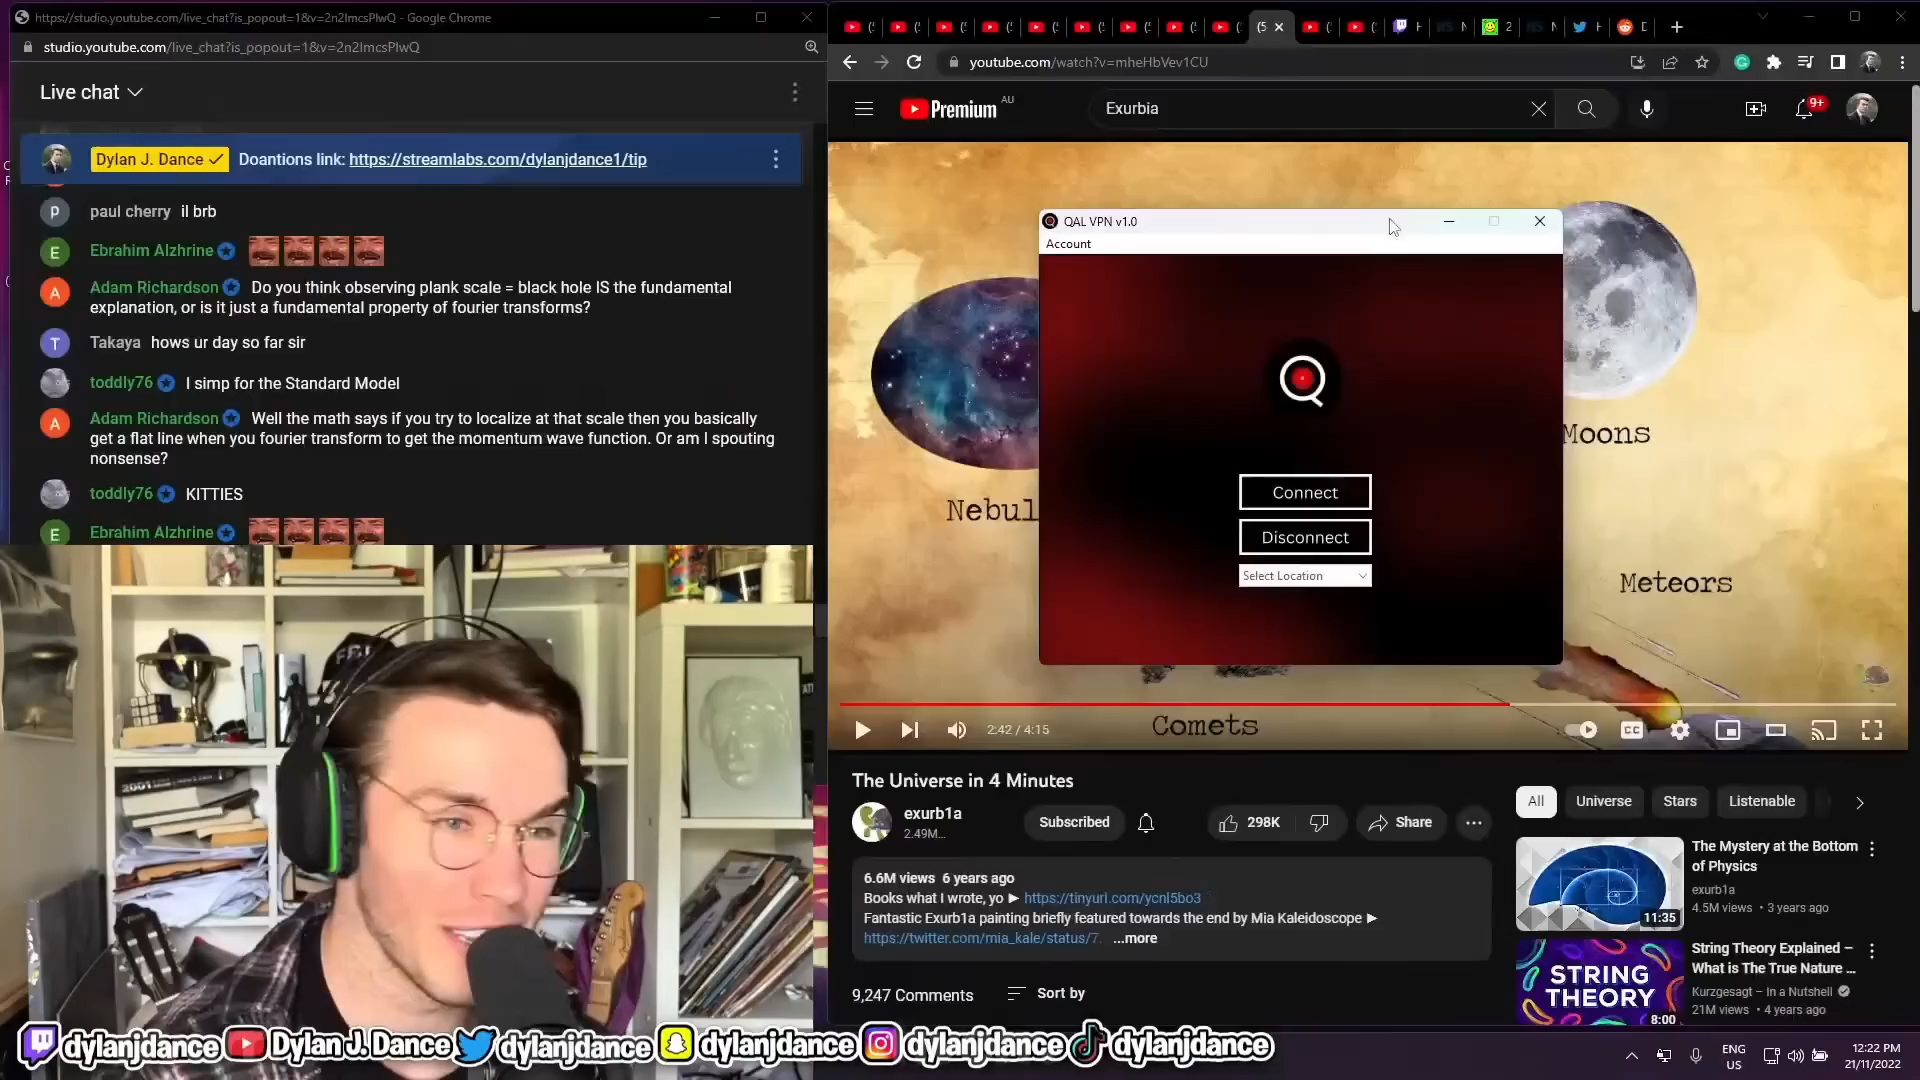 https://studio.youtube.com/live_chat?is_popout=1&v=2n2ImcsPlwQ - Google Chrome
studio.youtube.com/live_chat?is_popout=1&v=2n2ImcsPlwQ
Live chat
Dylan J. Dance Doantions link: https://streamlabs.com/dylanjdance1/tip
P paul cherry il brb
E Ebrahim Alzhrine
A Adam Richardson Do you think observing plank scale = black hole IS the fundamental
explanation, or is it just a fundamental property of fourier transforms?
T Takaya hows ur day so far sir
toddly76 I simp for the Standard Model
A Adam Richardson Well the math says if you try to localize at that scale then you basically
get a flat line when you fourier transform to get the momentum wave function. Or am I spouting
nonsense?
toddly76 KITTIES
E Ebrahim Alzhrine
2001
youtube.com/watch?v=mheHbVev1CU
Premium AU
Exurbia
9+
QAL VPN v1.0
Account
Q
Connect
Disconnect
Select Location
Nebul
Moons
Meteors
Comets
2:42 / 4:15
CC
The Universe in 4 Minutes
exurb1a
2.49M...
Subscribed
298K
Share
6.6M views 6 years ago
Books what I wrote, yo ► https://tinyurl.com/ycnl5bo3
Fantastic Exurb1a painting briefly featured towards the end by Mia Kaleidoscope ►
https://twitter.com/mia_kale/status/7. ...more
9,247 Comments
Sort by
All
Universe
Stars
Listenable
The Mystery at the Bottom
of Physics
exurb1a
4.5M views • 3 years ago
11:35
String Theory Explained –
What is The True Nature ...
Kurzgesagt – In a Nutshell
21M views • 4 years ago
STRING
THEORY
8:00
dylanjdance
Dylan J. Dance
dylanjdance
dylanjdance
dylanjdance
dylanjdance
ENG
US
12:22 PM
21/11/2022